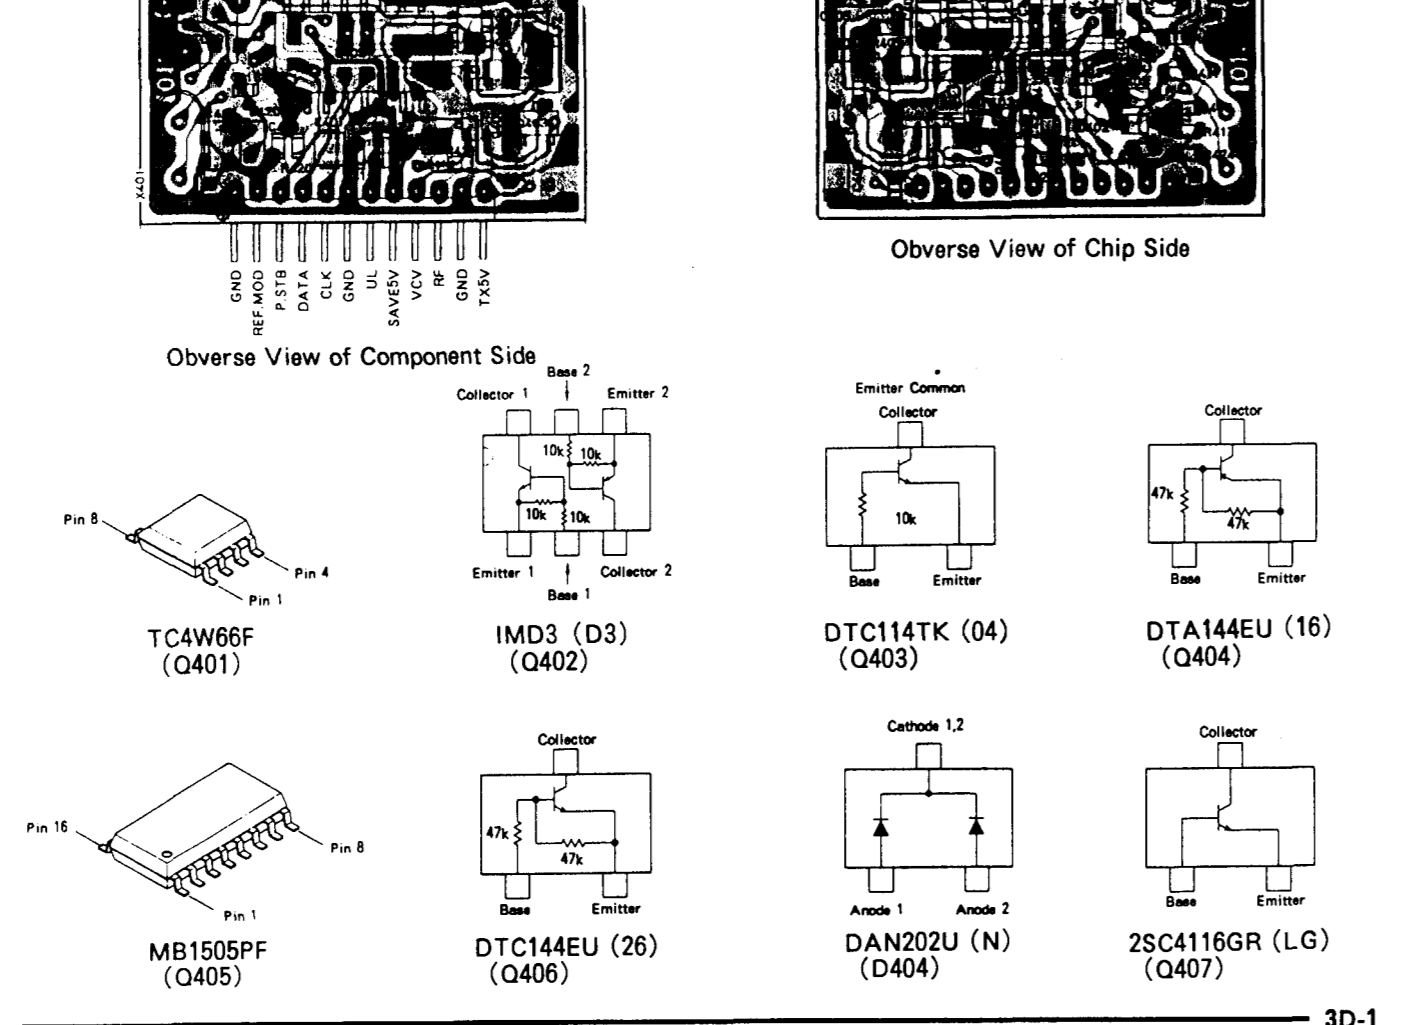 X401
GND
REF.MOD
P.STB
DATA
CLK
GND
UL
SAVE5V
VCV
RF
GND
TX5V
Obverse View of Component Side
Obverse View of Chip Side
Collector 1
Base 2
Emitter 2
10k
10k
10k
10k
Emitter 1
Base 1
Collector 2
IMD3 (D3)
(Q402)
Pin 8
Pin 4
Pin 1
TC4W66F
(Q401)
Emitter Common
Collector
10k
Base
Emitter
DTC114TK (04)
(Q403)
Collector
47k
47k
Base
Emitter
DTA144EU (16)
(Q404)
Pin 16
Pin 8
Pin 1
MB1505PF
(Q405)
Collector
47k
47k
Base
Emitter
DTC144EU (26)
(Q406)
Cathode 1,2
Anode 1
Anode 2
DAN202U (N)
(D404)
Collector
Base
Emitter
2SC4116GR (LG)
(Q407)
3D-1